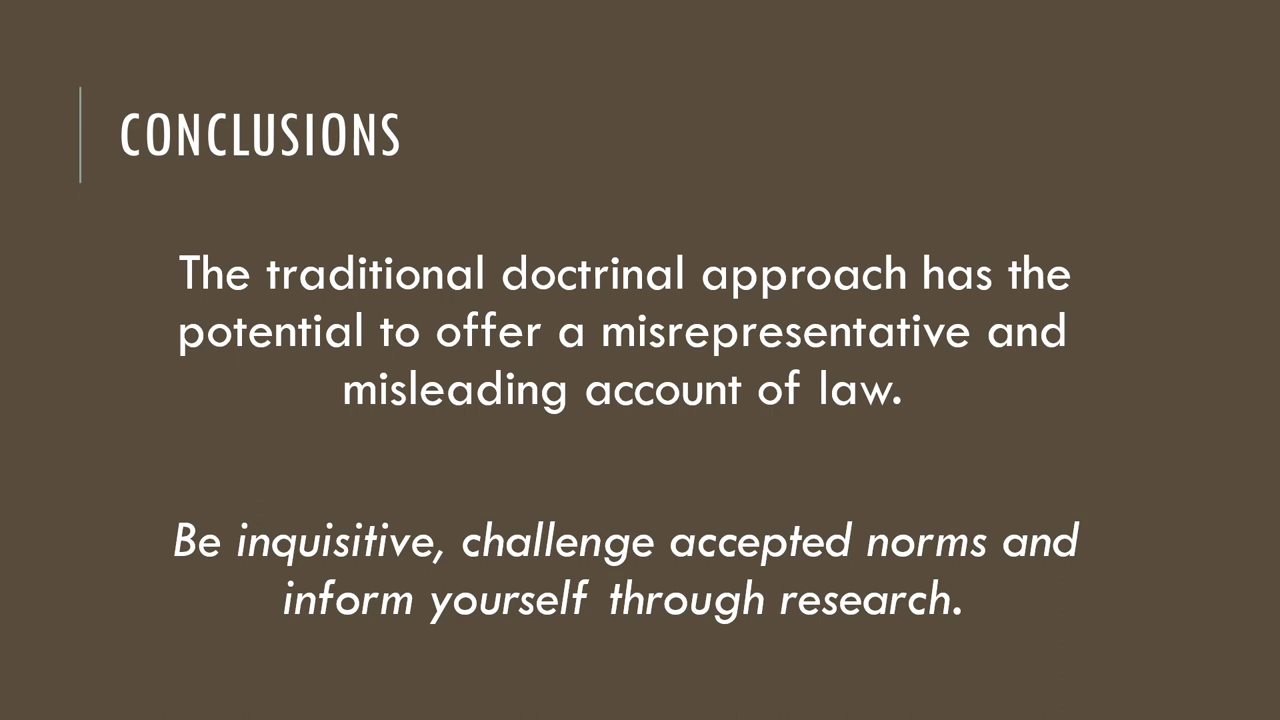 CONCLUSIONS
The traditional doctrinal approach has the
potential to offer a misrepresentative and
misleading account of law.
Be inquisitive, challenge accepted norms and
inform yourself through research.